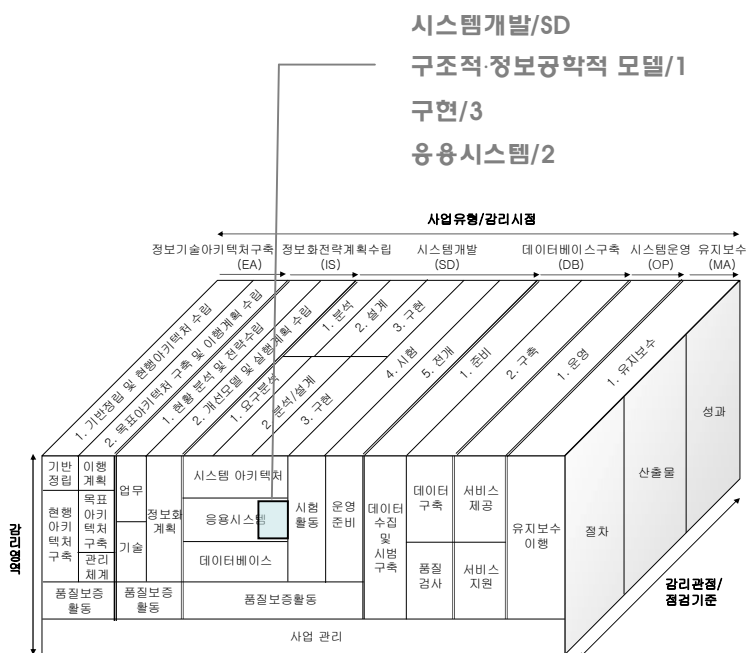 시스템개발/SD
구조적·정보공학적 모델/1
구현/3
응용시스템/2
사업유형/감리시점
정보기술아키텍처구축
(EA)
정보화전략계획수립
(IS)
시스템개발
(SD)
데이터베이스구축
(DB)
시스템운영
(OP)
유지보수
(MA)
1. 기반정립 및 현행아키텍처 수립
2. 목표아키텍처 구축 및 이행계획 수립
1. 현황 분석 및 전략수립
2. 개선모델 및 실행계획 수립
1. 분석
2. 설계
3. 구현
1. 요구분석
2. 분석/설계
3. 구현
4. 시험
5. 전개
1. 준비
2. 구축
1. 운영
1. 유지보수
감리영역
기반
정립
이행
계획
현행
아키
텍처
구축
목표
아키
텍처
구축
관리
체계
업무
기술
정보화
계획
시스템 아키텍처
응용시스템
데이터베이스
시험
활동
운영
준비
데이터
수집
및
시범
구축
데이터
구축
품질
검사
서비스
제공
서비스
지원
유지보수
이행
품질보증
활동
품질보증
활동
품질보증활동
사업 관리
절차
산출물
성과
감리관점/
점검기준